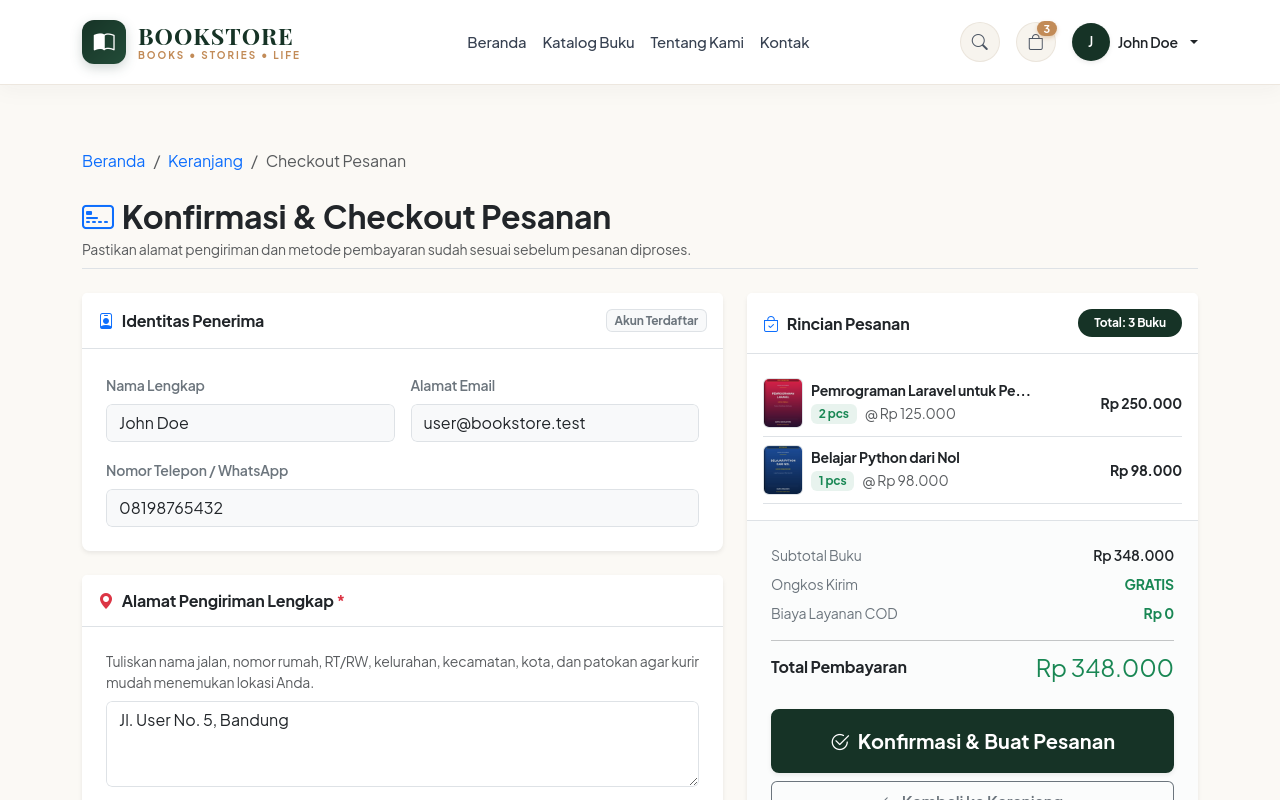 BOOKSTORE
BOOKS • STORIES • LIFE
Beranda
Katalog Buku
Tentang Kami
Kontak
3
J
John Doe
Beranda / Keranjang / Checkout Pesanan
Konfirmasi & Checkout Pesanan
Pastikan alamat pengiriman dan metode pembayaran sudah sesuai sebelum pesanan diproses.
Identitas Penerima
Akun Terdaftar
Nama Lengkap
John Doe
Alamat Email
user@bookstore.test
Nomor Telepon / WhatsApp
08198765432
Alamat Pengiriman Lengkap *
Tuliskan nama jalan, nomor rumah, RT/RW, kelurahan, kecamatan, kota, dan patokan agar kurir
mudah menemukan lokasi Anda.
Jl. User No. 5, Bandung
Rincian Pesanan
Total: 3 Buku
Pemrograman Laravel untuk Pe...
2 pcs @ Rp 125.000
Rp 250.000
Belajar Python dari Nol
1 pcs @ Rp 98.000
Rp 98.000
Subtotal Buku
Rp 348.000
Ongkos Kirim
GRATIS
Biaya Layanan COD
Rp 0
Total Pembayaran
Rp 348.000
Konfirmasi & Buat Pesanan
Kembali ke Keranjang